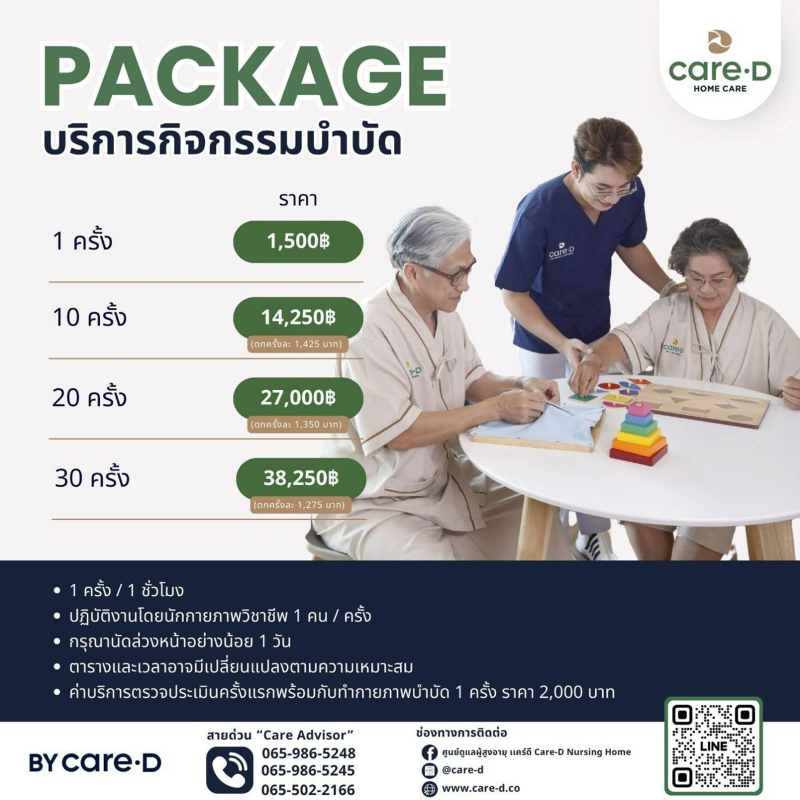 PACKAGE
care·D
HOME CARE
บริการกิจกรรมบำบัด
ราคา
1 ครั้ง
1,500฿
10 ครั้ง
14,250฿
(ตกครั้งละ 1,425 บาท)
20 ครั้ง
27,000฿
(ตกครั้งละ 1,350 บาท)
30 ครั้ง
38,250฿
(ตกครั้งละ 1,275 บาท)
care·D
care·D
care·D
• 1 ครั้ง / 1 ชั่วโมง
• ปฏิบัติงานโดยนักกายภาพวิชาชีพ 1 คน / ครั้ง
• กรุณานัดล่วงหน้าอย่างน้อย 1 วัน
• ตารางและเวลาอาจมีเปลี่ยนแปลงตามความเหมาะสม
• ค่าบริการตรวจประเมินครั้งแรกพร้อมกับทำกายภาพบำบัด 1 ครั้ง ราคา 2,000 บาท
BY care·D
สายด่วน “Care Advisor”
065-986-5248
065-986-5245
065-502-2166
ช่องทางการติดต่อ
ศูนย์ดูแลผู้สูงอายุ แคร์ดี Care-D Nursing Home
@care-d
www.care-d.co
LINE